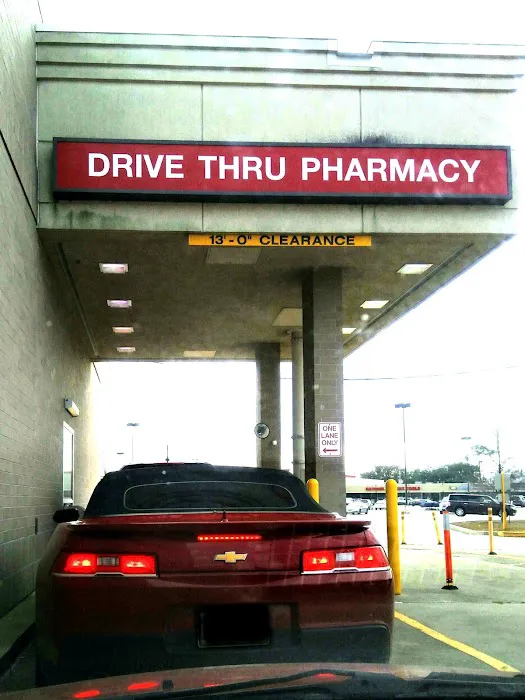 DRIVE THRU PHARMACY
13'-0" CLEARANCE
ONE
LANE
ONLY